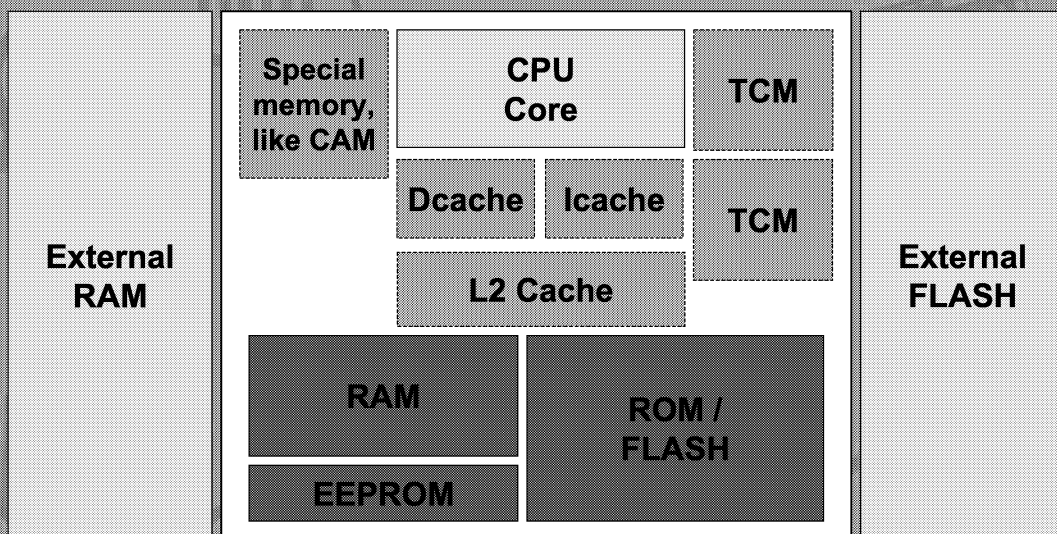 Special
memory,
like CAM
CPU
Core
TCM
Dcache
Icache
TCM
L2 Cache
External
RAM
External
FLASH
RAM
ROM /
FLASH
EEPROM